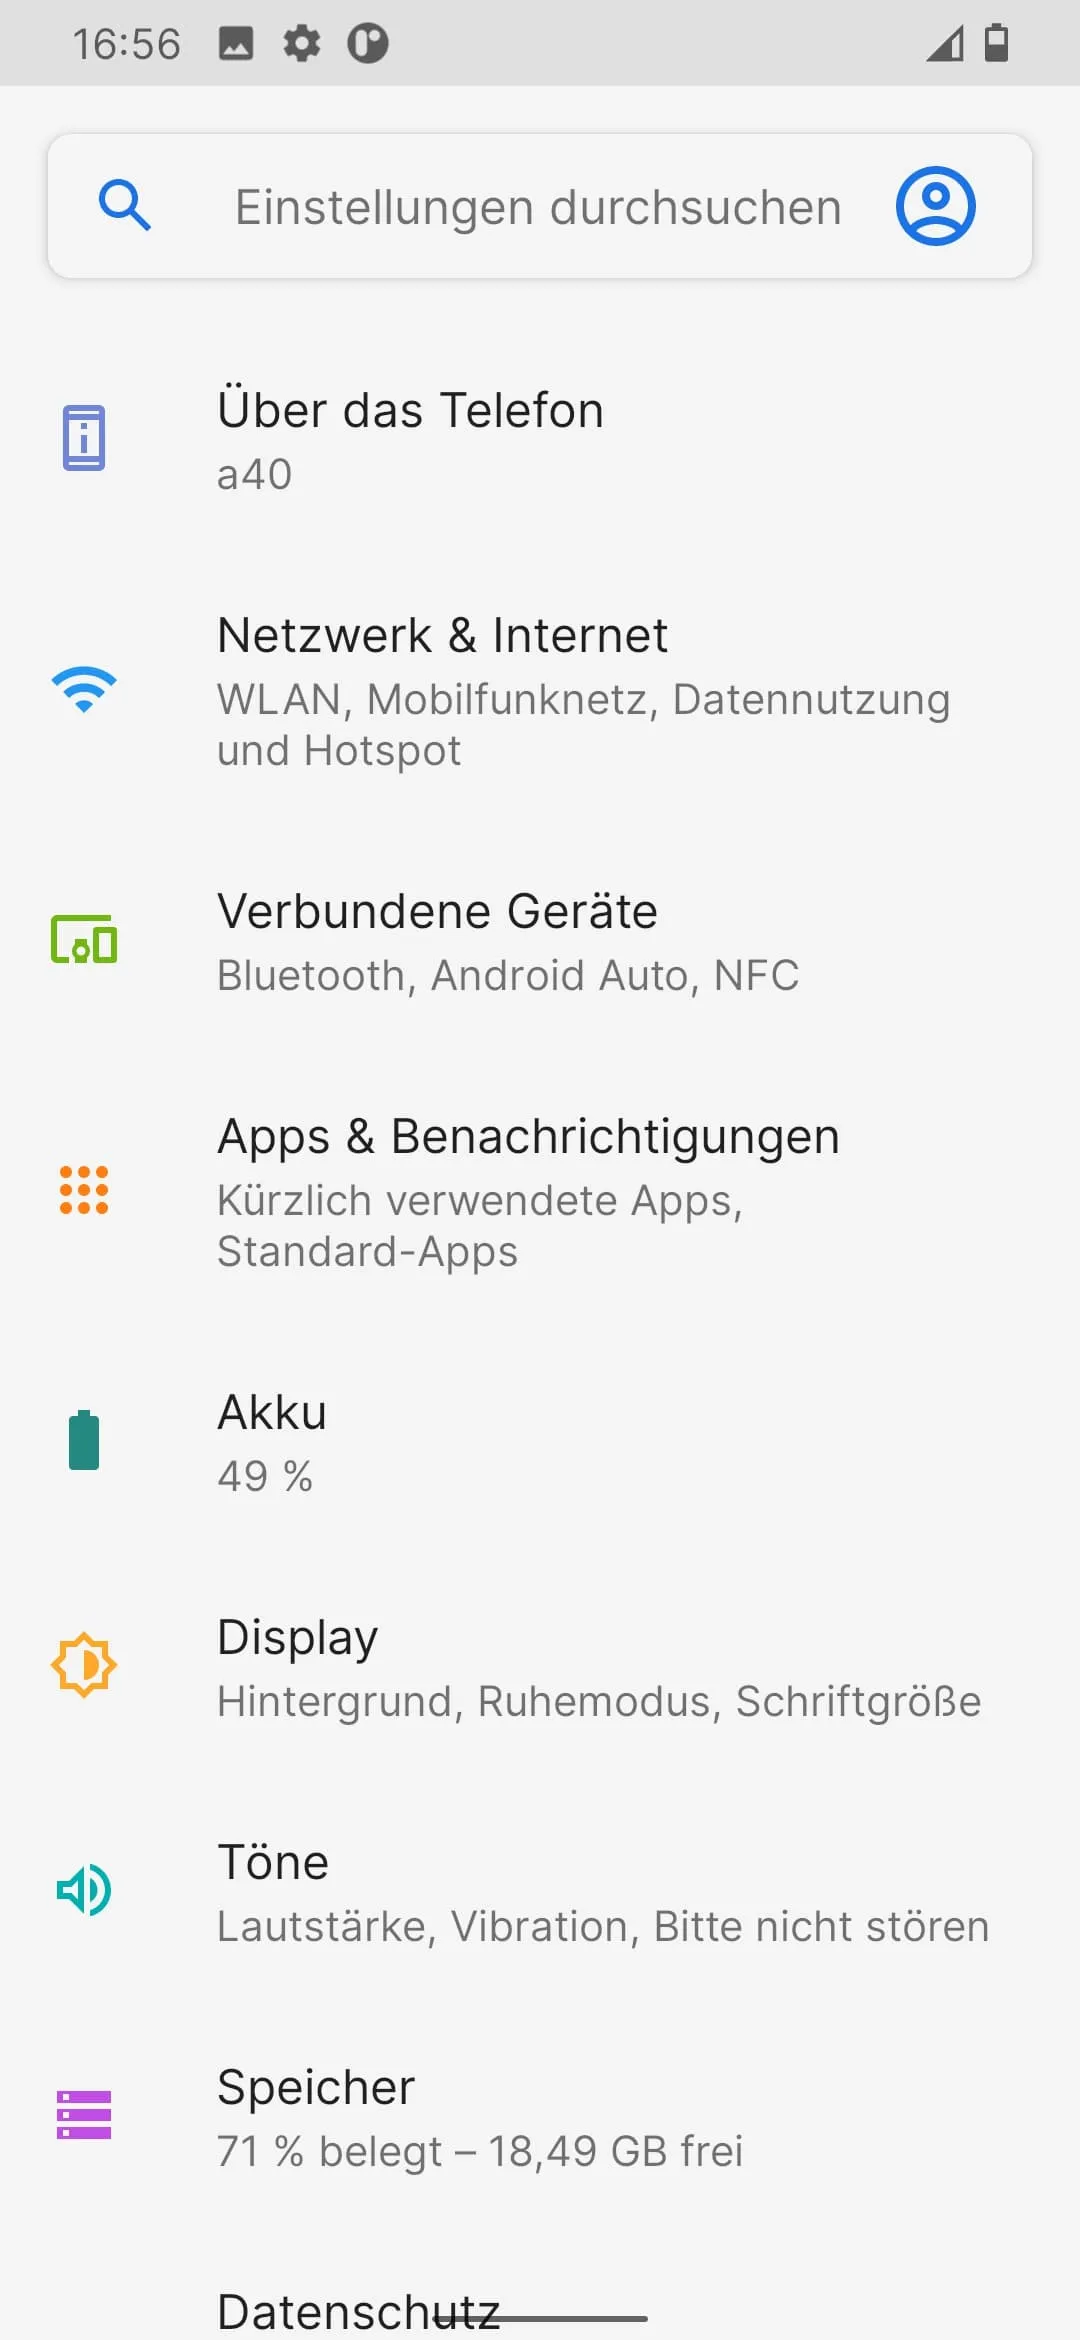 16:56
Einstellungen durchsuchen
Über das Telefon
a40
Netzwerk & Internet
WLAN, Mobilfunknetz, Datennutzung
und Hotspot
Verbundene Geräte
Bluetooth, Android Auto, NFC
Apps & Benachrichtigungen
Kürzlich verwendete Apps,
Standard-Apps
Akku
49 %
Display
Hintergrund, Ruhemodus, Schriftgröße
Töne
Lautstärke, Vibration, Bitte nicht stören
Speicher
71 % belegt – 18,49 GB frei
Datenschutz